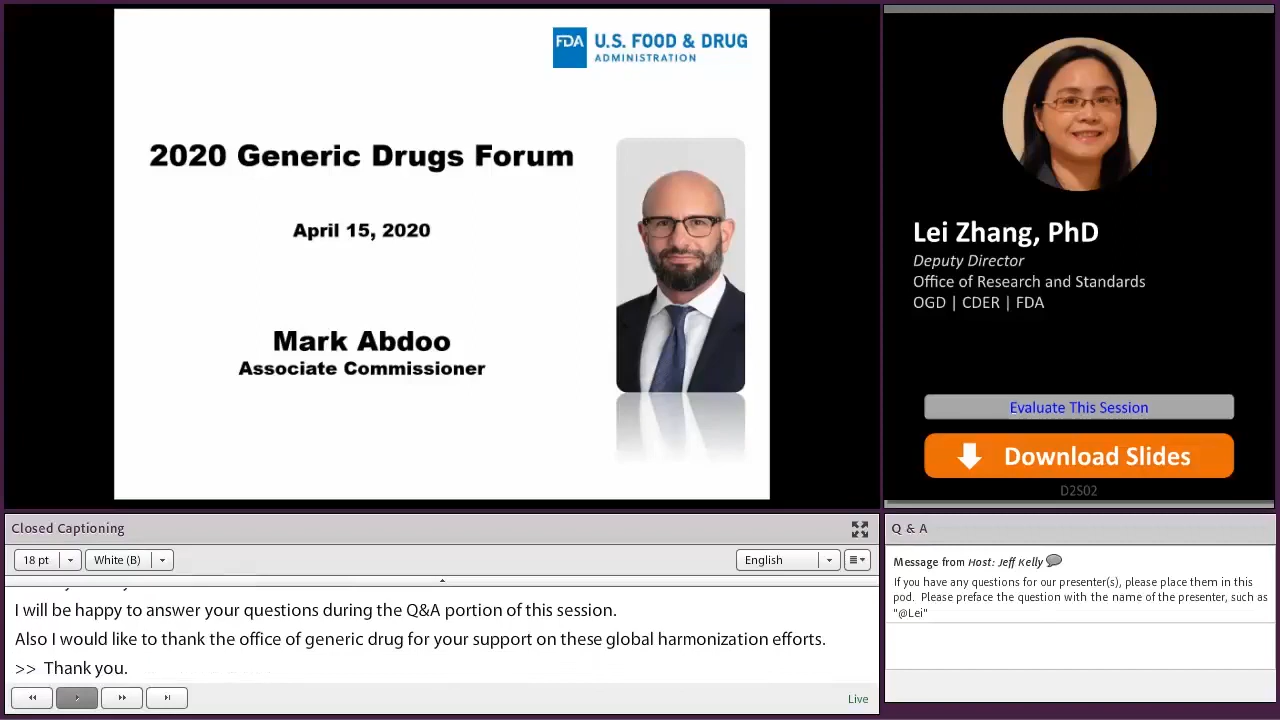 FDA U.S. FOOD & DRUG
ADMINISTRATION
2020 Generic Drugs Forum
April 15, 2020
Mark Abdoo
Associate Commissioner
Lei Zhang, PhD
Deputy Director
Office of Research and Standards
OGD | CDER | FDA
Evaluate This Session
Download Slides
D2S02
Closed Captioning
18 pt
White (B)
English
I will be happy to answer your questions during the Q&A portion of this session.
Also I would like to thank the office of generic drug for your support on these global harmonization efforts.
>> Thank you.
Live
Q & A
Message from Host: Jeff Kelly
If you have any questions for our presenter(s), please place them in this
pod. Please preface the question with the name of the presenter, such as
"@Lei"